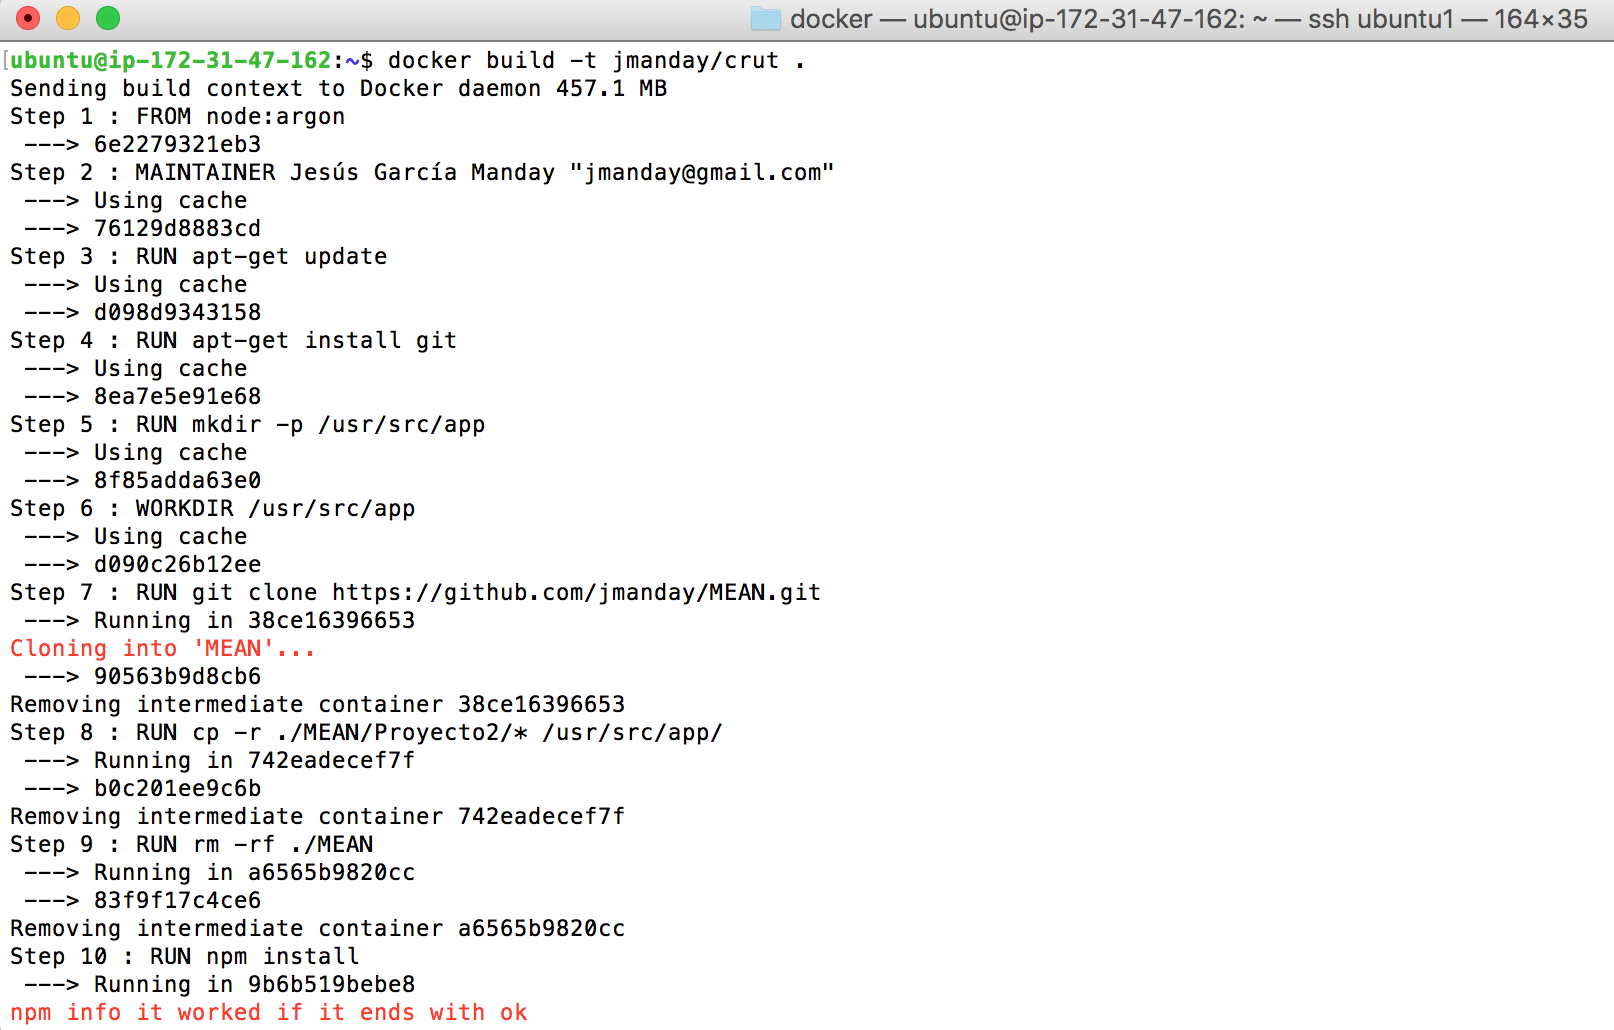 docker — ubuntu@ip-172-31-47-162: ~ — ssh ubuntu1 — 164×35
[ubuntu@ip-172-31-47-162:~$ docker build -t jmanday/crut .
Sending build context to Docker daemon 457.1 MB
Step 1 : FROM node:argon
 ---> 6e2279321eb3
Step 2 : MAINTAINER Jesús García Manday "jmanday@gmail.com"
 ---> Using cache
 ---> 76129d8883cd
Step 3 : RUN apt-get update
 ---> Using cache
 ---> d098d9343158
Step 4 : RUN apt-get install git
 ---> Using cache
 ---> 8ea7e5e91e68
Step 5 : RUN mkdir -p /usr/src/app
 ---> Using cache
 ---> 8f85adda63e0
Step 6 : WORKDIR /usr/src/app
 ---> Using cache
 ---> d090c26b12ee
Step 7 : RUN git clone https://github.com/jmanday/MEAN.git
 ---> Running in 38ce16396653
Cloning into 'MEAN'...
 ---> 90563b9d8cb6
Removing intermediate container 38ce16396653
Step 8 : RUN cp -r ./MEAN/Proyecto2/* /usr/src/app/
 ---> Running in 742eadecef7f
 ---> b0c201ee9c6b
Removing intermediate container 742eadecef7f
Step 9 : RUN rm -rf ./MEAN
 ---> Running in a6565b9820cc
 ---> 83f9f17c4ce6
Removing intermediate container a6565b9820cc
Step 10 : RUN npm install
 ---> Running in 9b6b519bebe8
npm info it worked if it ends with ok